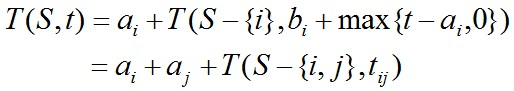 T(S,t) = a_i + T(S − {i}, b_i + max{t − a_i, 0})
= a_i + a_j + T(S − {i, j}, t_ij)